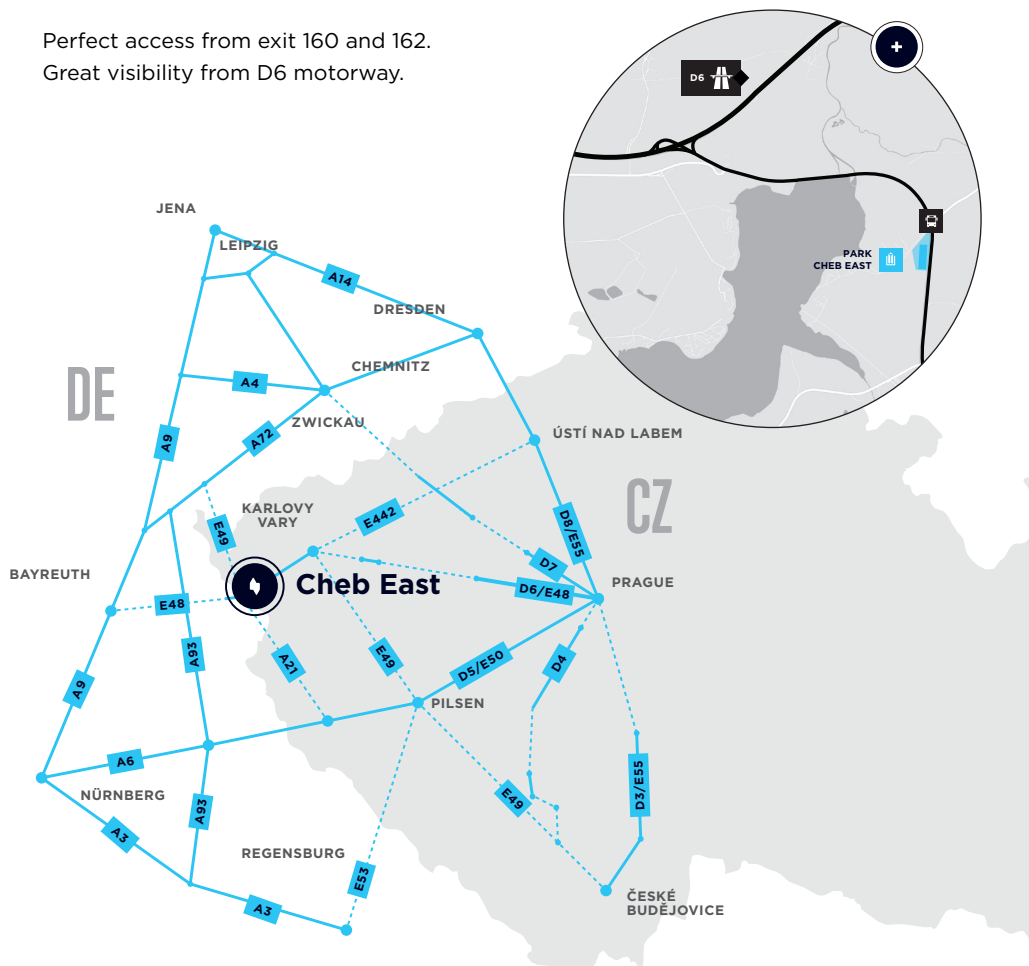 Perfect access from exit 160 and 162.
Great visibility from D6 motorway.
D6
PARK
CHEB EAST
JENA
LEIPZIG
A14
DRESDEN
CHEMNITZ
A4
DE
ZWICKAU
A72
A9
ÚSTÍ NAD LABEM
CZ
KARLOVY
VARY
E442
E49
D8/E55
D7
BAYREUTH
Cheb East
PRAGUE
D6/E48
E48
A93
A21
E49
D5/E50
D4
A9
PILSEN
A6
D3/E55
NÜRNBERG
A93
E49
A3
REGENSBURG
E53
A3
ČESKÉ
BUDĚJOVICE